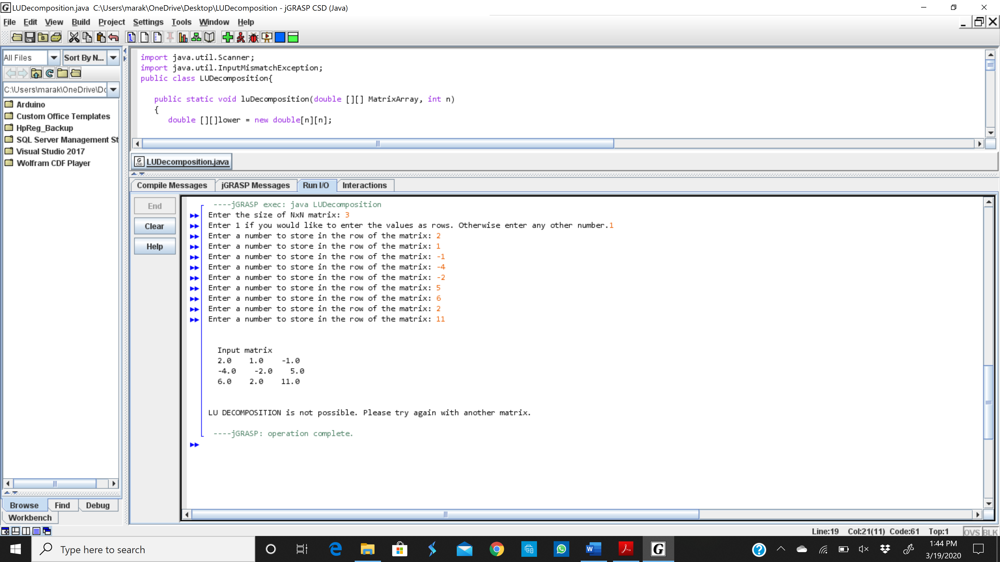 LUDecomposition.java  C:\Users\marak\OneDrive\Desktop\LUDecomposition - jGRASP CSD (Java)
File Edit View Build Project Settings Tools Window Help
All Files
Sort By N...
C:\Users\marak\OneDrive\Dc
Arduino
Custom Office Templates
HpReg_Backup
SQL Server Management St
Visual Studio 2017
Wolfram CDF Player
Browse Find Debug
Workbench
import java.util.Scanner;
import java.util.InputMismatchException;
public class LUDecomposition{
public static void luDecomposition(double [][] MatrixArray, int n)
{
double [][]lower = new double[n][n];
LUDecomposition.java
Compile Messages jGRASP Messages Run I/O Interactions
End
Clear
Help
----jGRASP exec: java LUDecomposition
Enter the size of NxN matrix: 3
Enter 1 if you would like to enter the values as rows. Otherwise enter any other number.1
Enter a number to store in the row of the matrix: 2
Enter a number to store in the row of the matrix: 1
Enter a number to store in the row of the matrix: -1
Enter a number to store in the row of the matrix: -4
Enter a number to store in the row of the matrix: -2
Enter a number to store in the row of the matrix: 5
Enter a number to store in the row of the matrix: 6
Enter a number to store in the row of the matrix: 2
Enter a number to store in the row of the matrix: 11
Input matrix
2.0 1.0 -1.0
-4.0 -2.0 5.0
6.0 2.0 11.0
LU DECOMPOSITION is not possible. Please try again with another matrix.
----jGRASP: operation complete.
Line:19 Col:21(11) Code:61 Top:1 OVS BLK
Type here to search
1:44 PM
3/19/2020